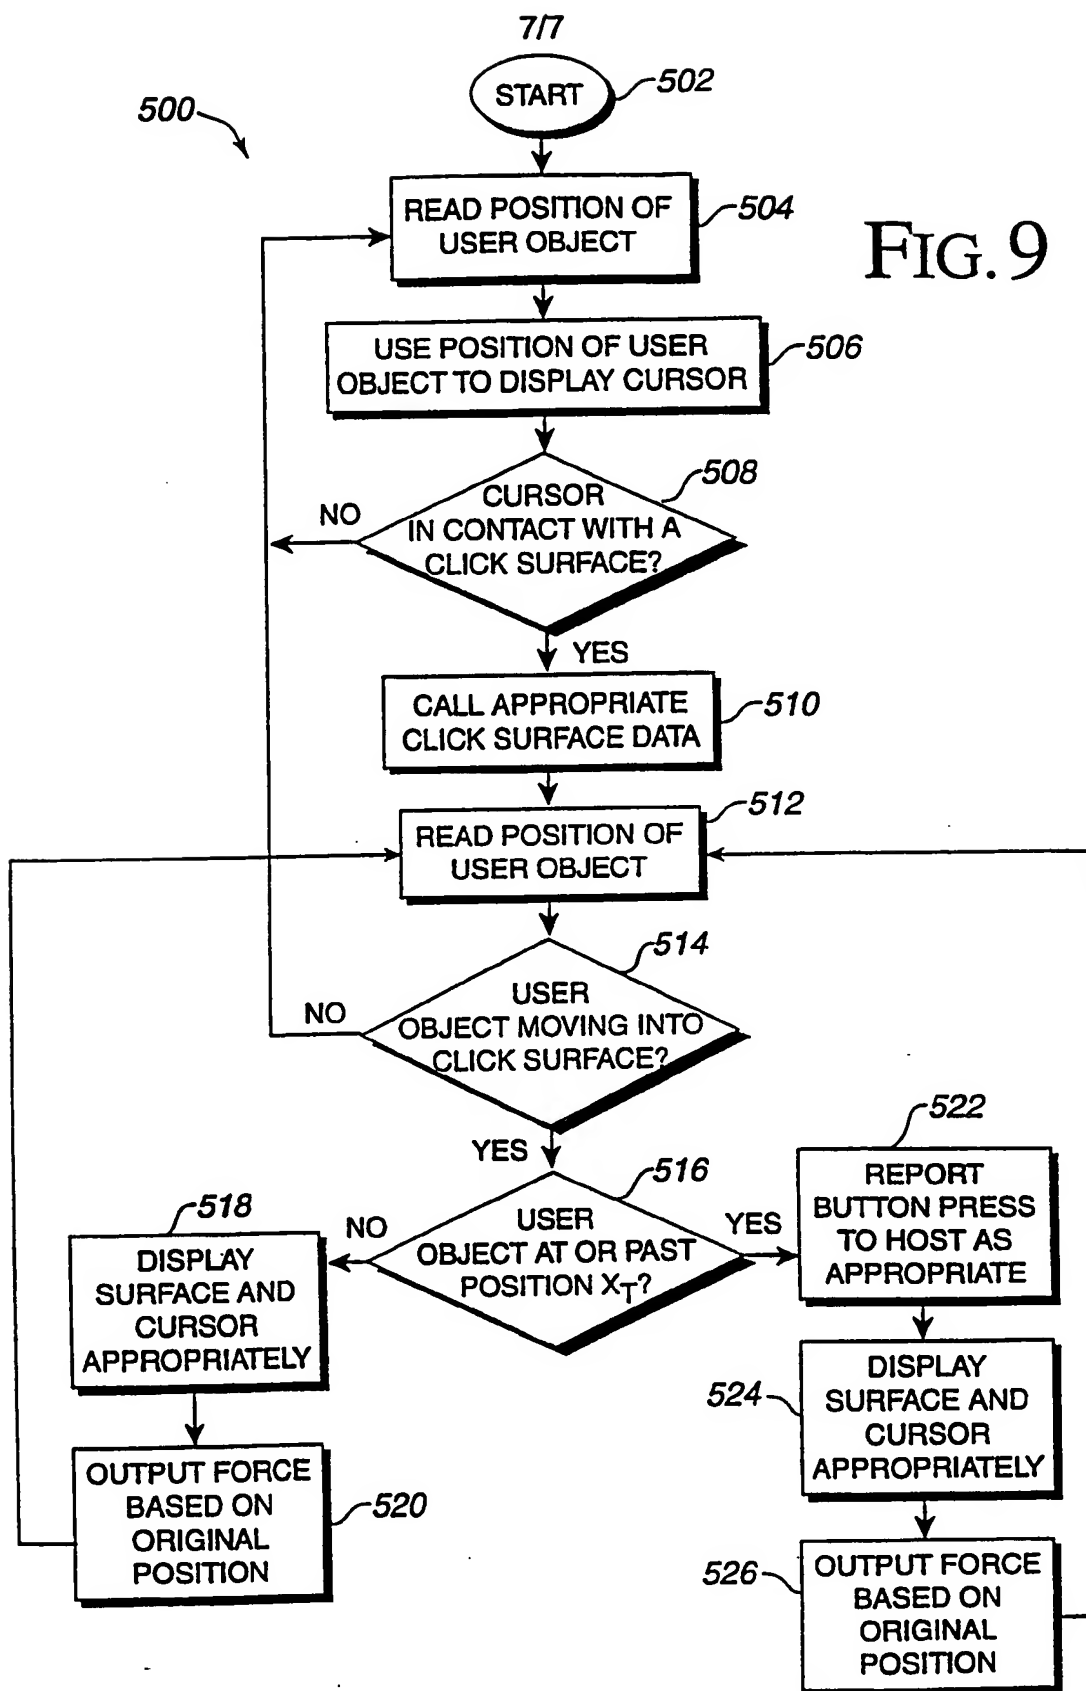 7/7
START
502
500
READ POSITION OF
USER OBJECT
504
FIG. 9
USE POSITION OF USER
OBJECT TO DISPLAY CURSOR
506
CURSOR
IN CONTACT WITH A
CLICK SURFACE?
508
NO
YES
CALL APPROPRIATE
CLICK SURFACE DATA
510
READ POSITION OF
USER OBJECT
512
USER
OBJECT MOVING INTO
CLICK SURFACE?
514
NO
YES
USER
OBJECT AT OR PAST
POSITION XT?
516
NO
YES
518
DISPLAY
SURFACE AND
CURSOR
APPROPRIATELY
OUTPUT FORCE
BASED ON
ORIGINAL
POSITION
520
522
REPORT
BUTTON PRESS
TO HOST AS
APPROPRIATE
524
DISPLAY
SURFACE AND
CURSOR
APPROPRIATELY
526
OUTPUT FORCE
BASED ON
ORIGINAL
POSITION